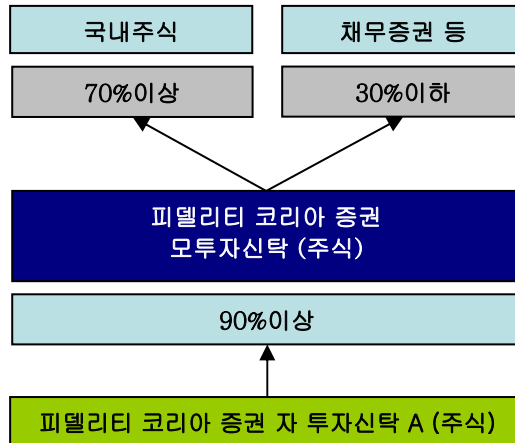 국내주식
채무증권 등
70%이상
30%이하
피델리티 코리아 증권
모투자신탁 (주식)
90%이상
피델리티 코리아 증권 자 투자신탁 A (주식)